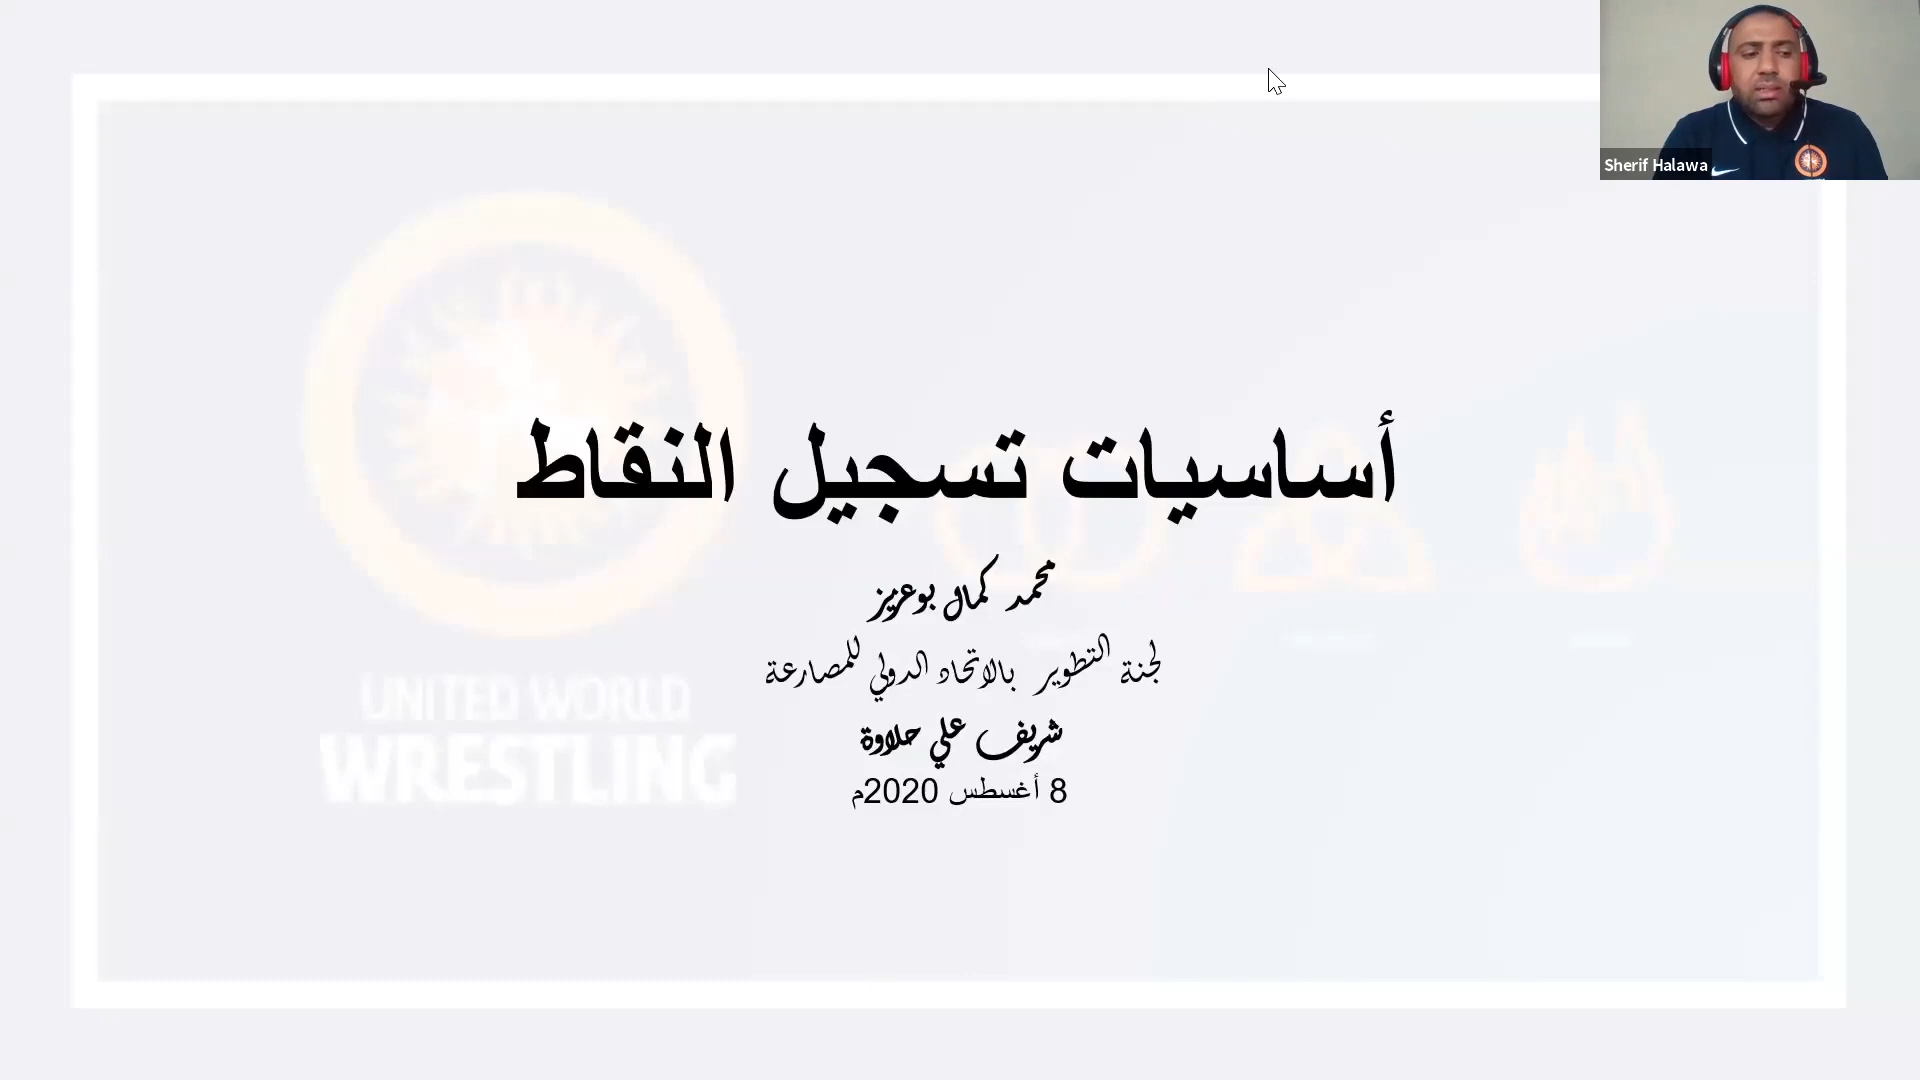 Sherif Halawa
أساسيات تسجيل النقاط
محمد كمال بوعزيز
لجنة التطوير بالاتحاد الدولي للمصارعة
شريف علي حلاوة
8 أغسطس 2020م
UNITED WORLD
WRESTLING